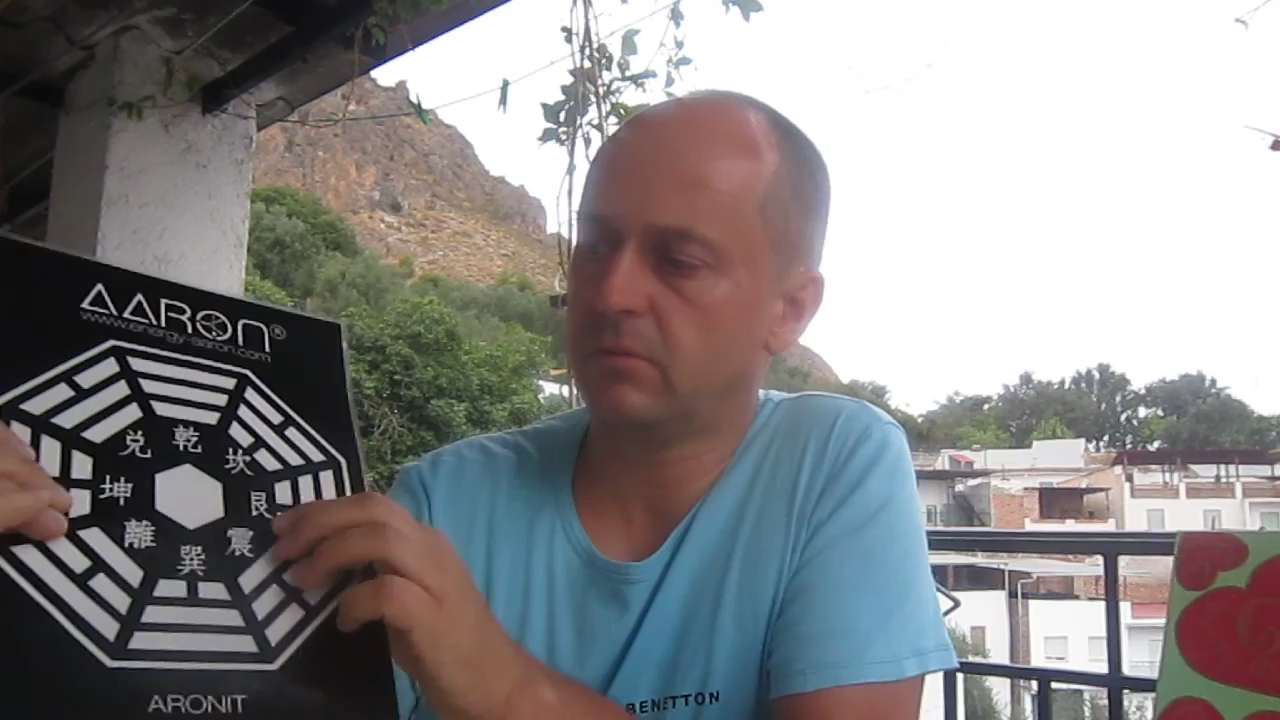 AARON®
www.energy-aaron.com
乾
兑
坎
坤
艮
離
震
巽
ARONIT
BENETTON